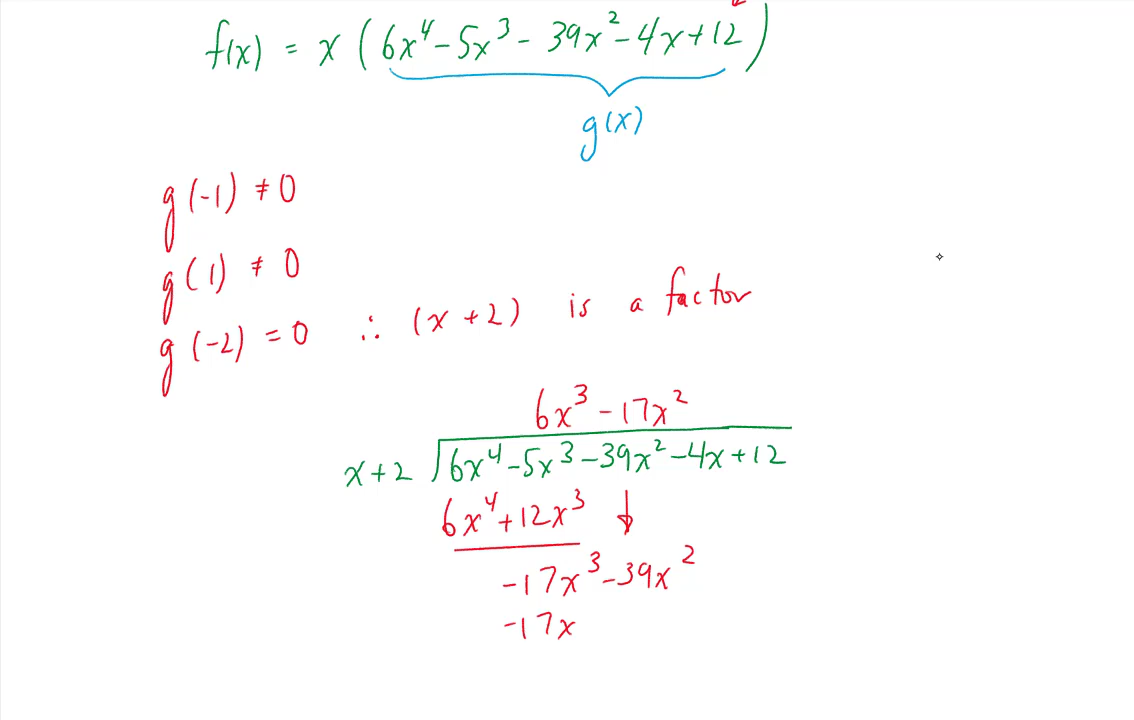 f(x) = x (6x⁴ - 5x³ - 39x² - 4x + 12)
g(x)
g(-1) ≠ 0
g(1) ≠ 0
g(-2) = 0 ∴ (x + 2) is a factor
6x³ - 17x²
x + 2 6x⁴ - 5x³ - 39x² - 4x + 12
6x⁴ + 12x³ ↓
-17x³ - 39x²
-17x